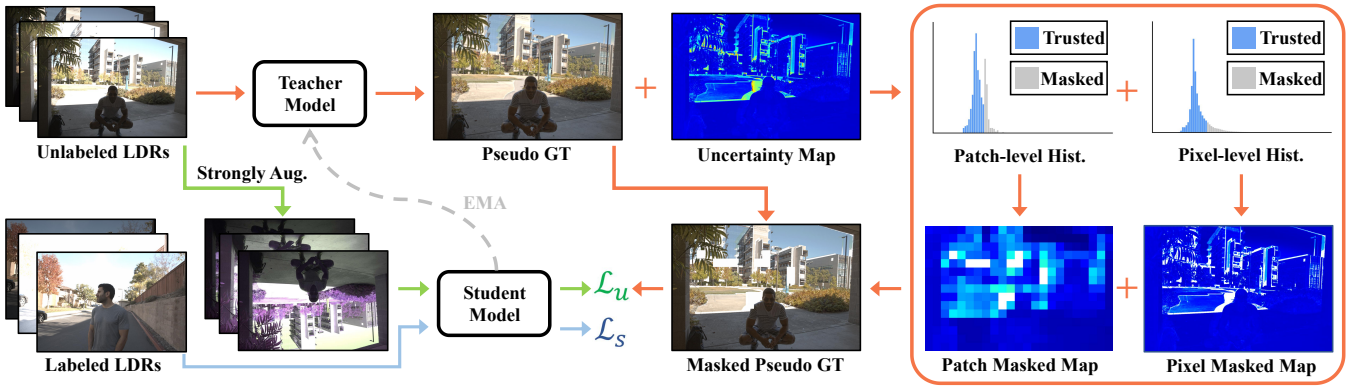 Teacher
Model
Unlabeled LDRs
Pseudo GT
Uncertainty Map
Trusted
Masked
Patch-level Hist.
Trusted
Masked
Pixel-level Hist.
Strongly Aug.
EMA
Labeled LDRs
Student
Model
ℒ𝑢
ℒ𝑠
Masked Pseudo GT
Patch Masked Map
Pixel Masked Map